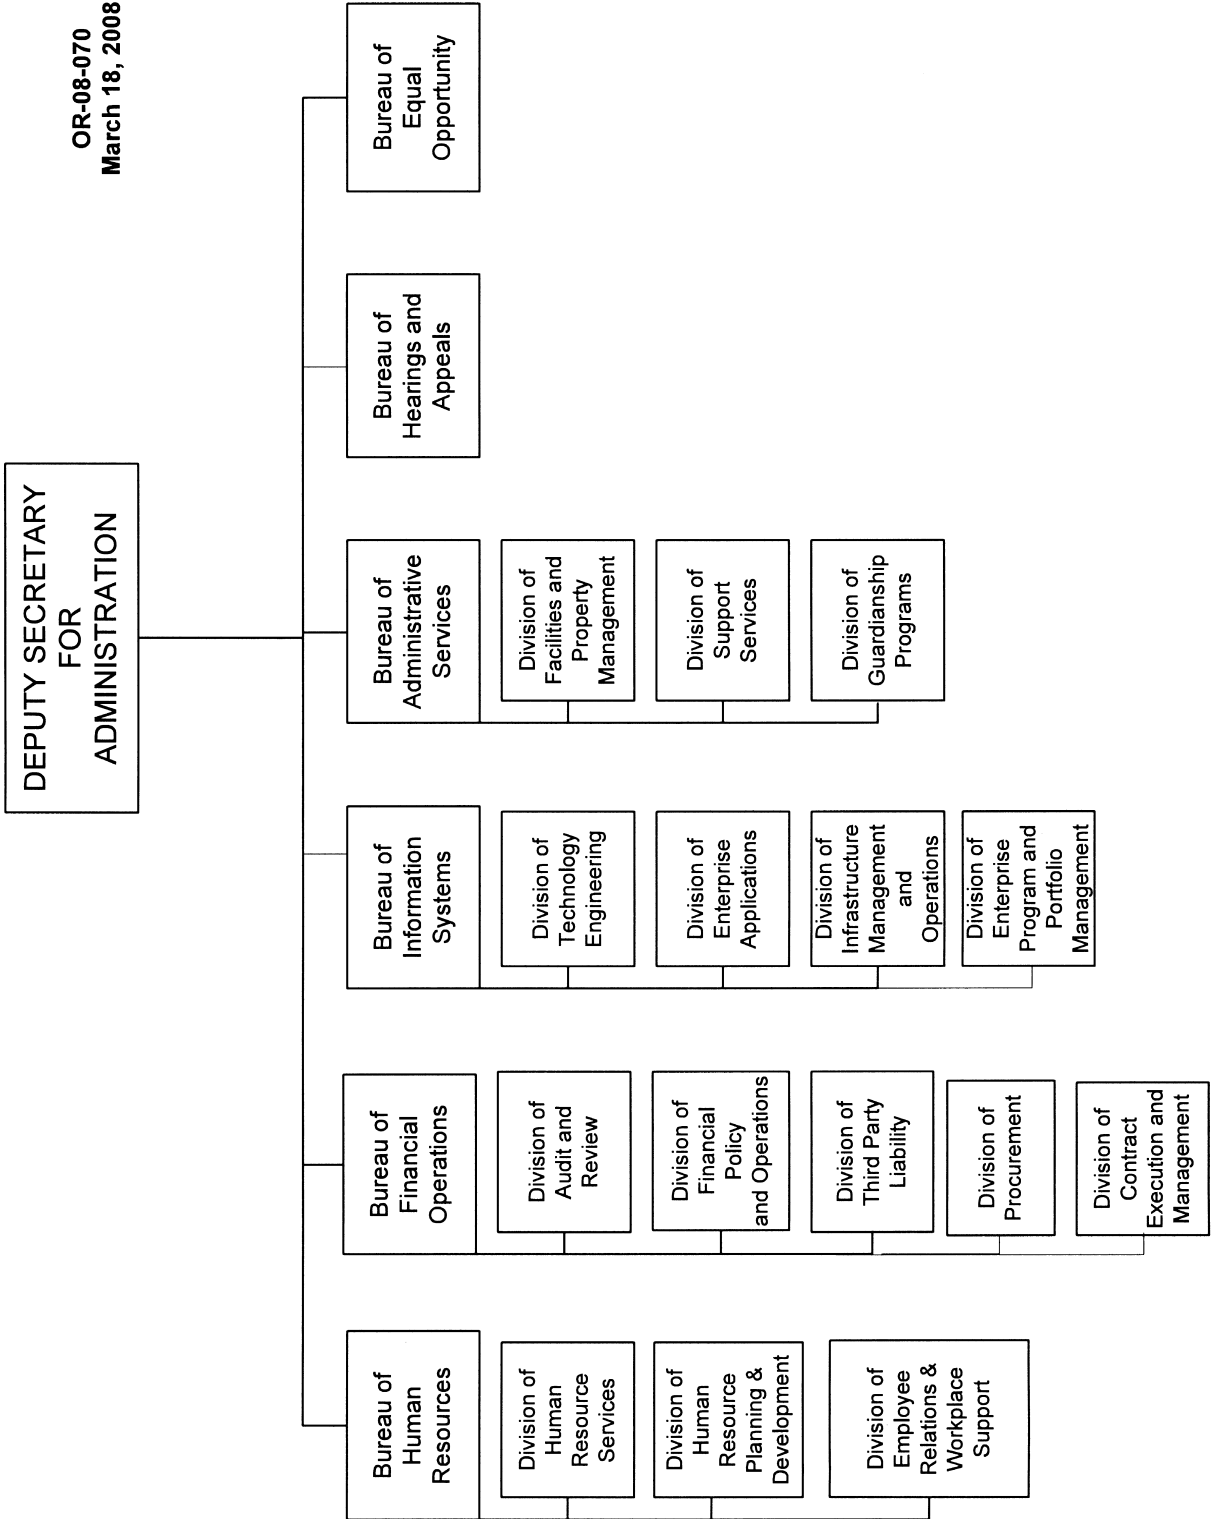 OR-08-070
March 18, 2008
DEPUTY SECRETARY
FOR
ADMINISTRATION
Bureau of
Human
Resources
Division of
Human
Resource
Services
Division of
Human
Resource
Planning &
Development
Division of
Employee
Relations &
Workplace
Support
Bureau of
Financial
Operations
Division of
Audit and
Review
Division of
Financial
Policy
and Operations
Division of
Third Party
Liability
Division of
Procurement
Division of
Contract
Execution and
Management
Bureau of
Information
Systems
Division of
Technology
Engineering
Division of
Enterprise
Applications
Division of
Infrastructure
Management
and
Operations
Division of
Enterprise
Program and
Portfolio
Management
Bureau of
Administrative
Services
Division of
Facilities and
Property
Management
Division of
Support
Services
Division of
Guardianship
Programs
Bureau of
Hearings and
Appeals
Bureau of
Equal
Opportunity